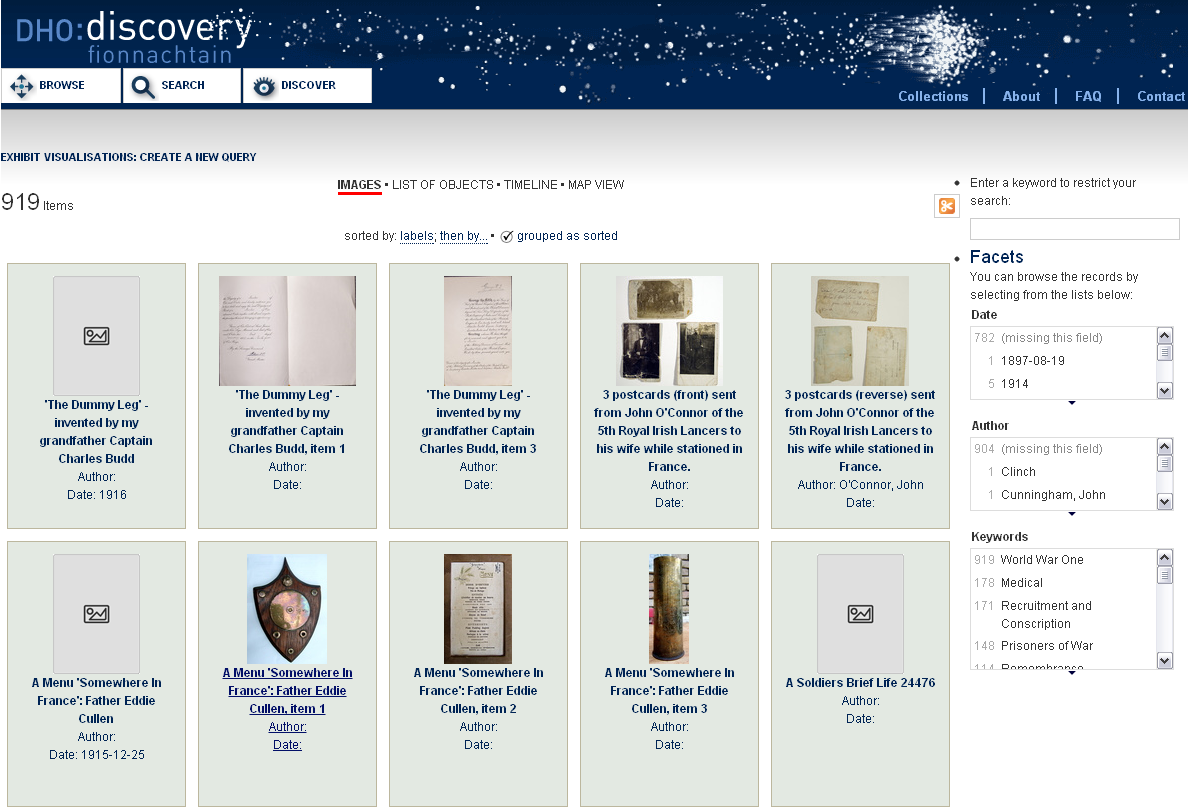 DHO:discovery
fionnachtain
BROWSE
SEARCH
DISCOVER
Collections | About | FAQ | Contact
EXHIBIT VISUALISATIONS: CREATE A NEW QUERY
IMAGES • LIST OF OBJECTS • TIMELINE • MAP VIEW
919 Items
sorted by: labels; then by... • grouped as sorted
'The Dummy Leg' -
invented by my
grandfather Captain
Charles Budd
Author:
Date: 1916
'The Dummy Leg' -
invented by my
grandfather Captain
Charles Budd, item 1
Author:
Date:
'The Dummy Leg' -
invented by my
grandfather Captain
Charles Budd, item 3
Author:
Date:
3 postcards (front) sent
from John O'Connor of the
5th Royal Irish Lancers to
his wife while stationed in
France.
Author:
Date:
3 postcards (reverse) sent
from John O'Connor of the
5th Royal Irish Lancers to
his wife while stationed in
France.
Author: O'Connor, John
Date:
A Menu 'Somewhere In
France': Father Eddie
Cullen
Author:
Date: 1915-12-25
A Menu 'Somewhere In
France': Father Eddie
Cullen, item 1
Author:
Date:
A Menu 'Somewhere In
France': Father Eddie
Cullen, item 2
Author:
Date:
A Menu 'Somewhere In
France': Father Eddie
Cullen, item 3
Author:
Date:
A Soldiers Brief Life 24476
Author:
Date:
• Enter a keyword to restrict your
search:
• Facets
You can browse the records by
selecting from the lists below:
Date
782 (missing this field)
1 1897-08-19
5 1914
Author
904 (missing this field)
1 Clinch
1 Cunningham, John
Keywords
919 World War One
178 Medical
171 Recruitment and
Conscription
148 Prisoners of War
114 Remembrance